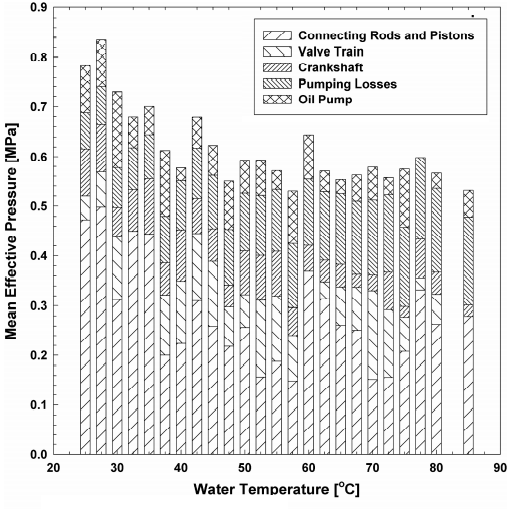 0.9
0.8
0.7
0.6
0.5
0.4
0.3
0.2
0.1
0.0
Mean Effective Pressure [MPa]
Connecting Rods and Pistons
Valve Train
Crankshaft
Pumping Losses
Oil Pump
20 30 40 50 60 70 80 90
Water Temperature [°C]